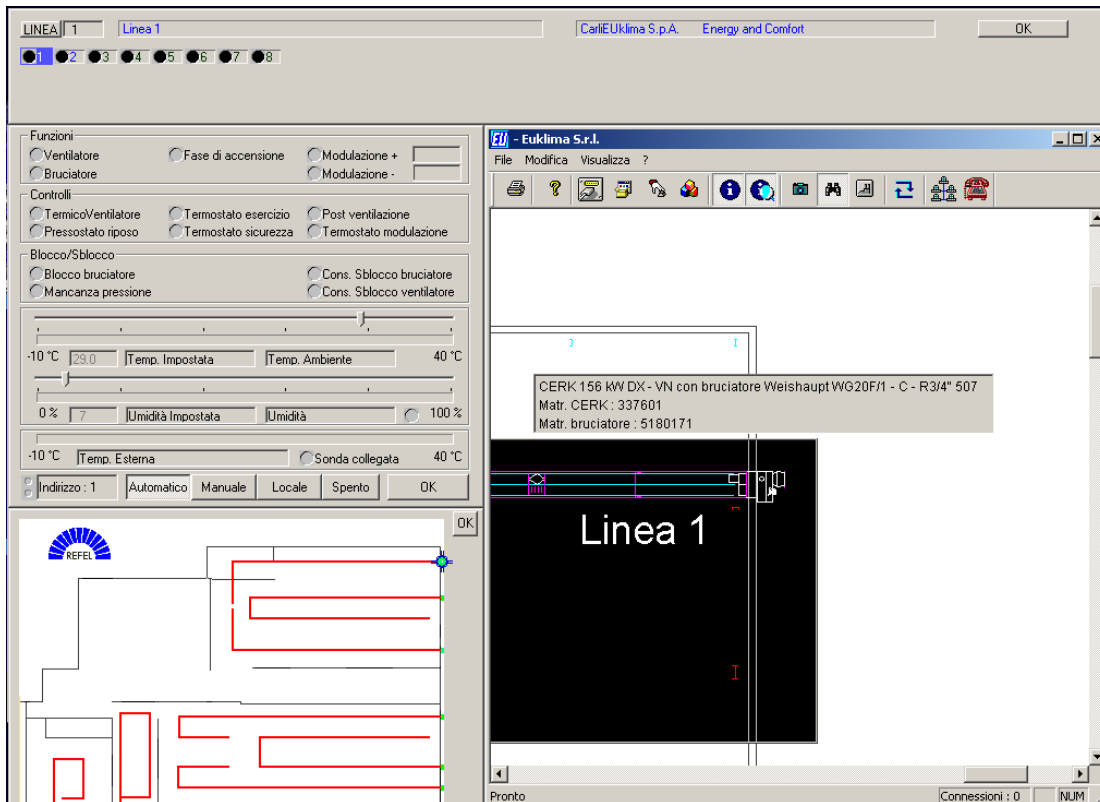 LINEA 1 Linea 1 CarliEUklima S.p.A. Energy and Comfort OK
1 2 3 4 5 6 7 8
Funzioni
Ventilatore Fase di accensione Modulazione +
Bruciatore Modulazione -
Controlli
TermicoVentilatore Termostato esercizio Post ventilazione
Pressostato riposo Termostato sicurezza Termostato modulazione
Blocco/Sblocco
Blocco bruciatore Cons. Sblocco bruciatore
Mancanza pressione Cons. Sblocco ventilatore
-10 °C 29.0 Temp. Impostata Temp. Ambiente 40 °C
0 % 7 Umidità Impostata Umidità 100 %
-10 °C Temp. Esterna Sonda collegata 40 °C
Indirizzo : 1 Automatico Manuale Locale Spento OK
OK
REFEL
EU - Euklima S.r.l.
File Modifica Visualizza ?
CERK 156 kW DX - VN con bruciatore Weishaupt WG20F/1 - C - R3/4" 507
Matr. CERK : 337601
Matr. bruciatore : 5180171
Linea 1
Pronto Connessioni : 0 NUM